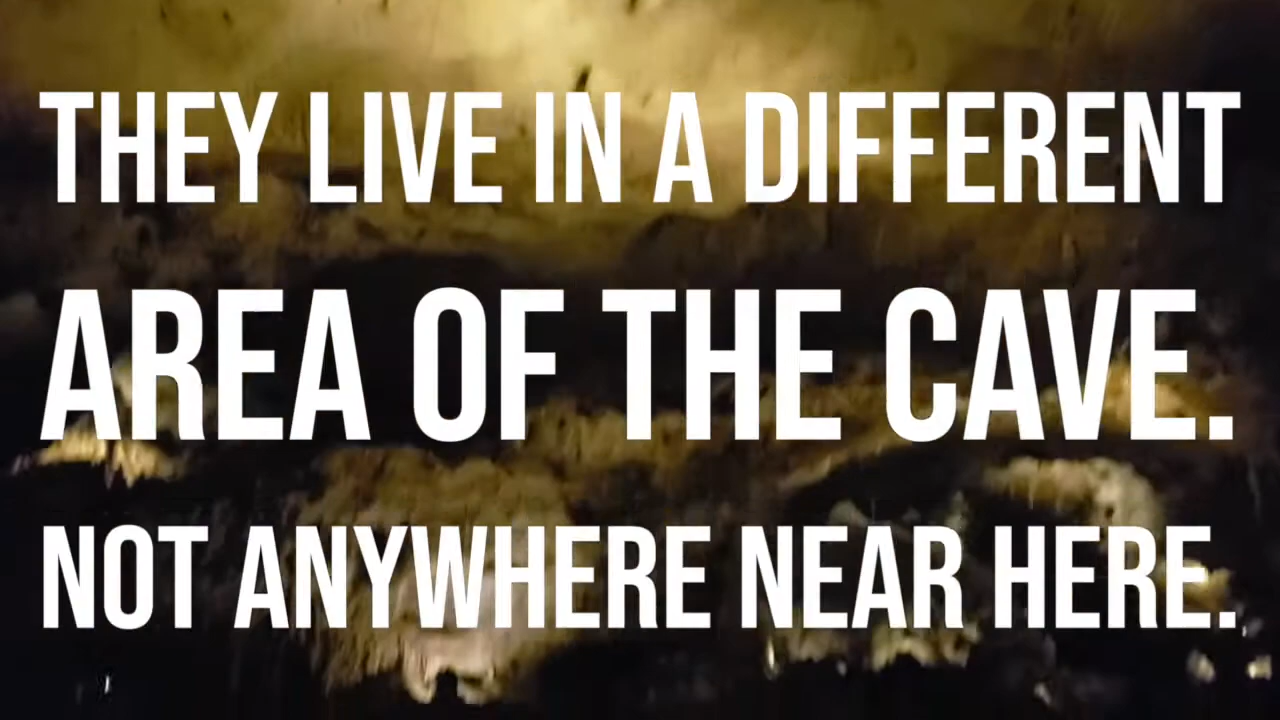 THEY LIVE IN A DIFFERENT
AREA OF THE CAVE.
NOT ANYWHERE NEAR HERE.